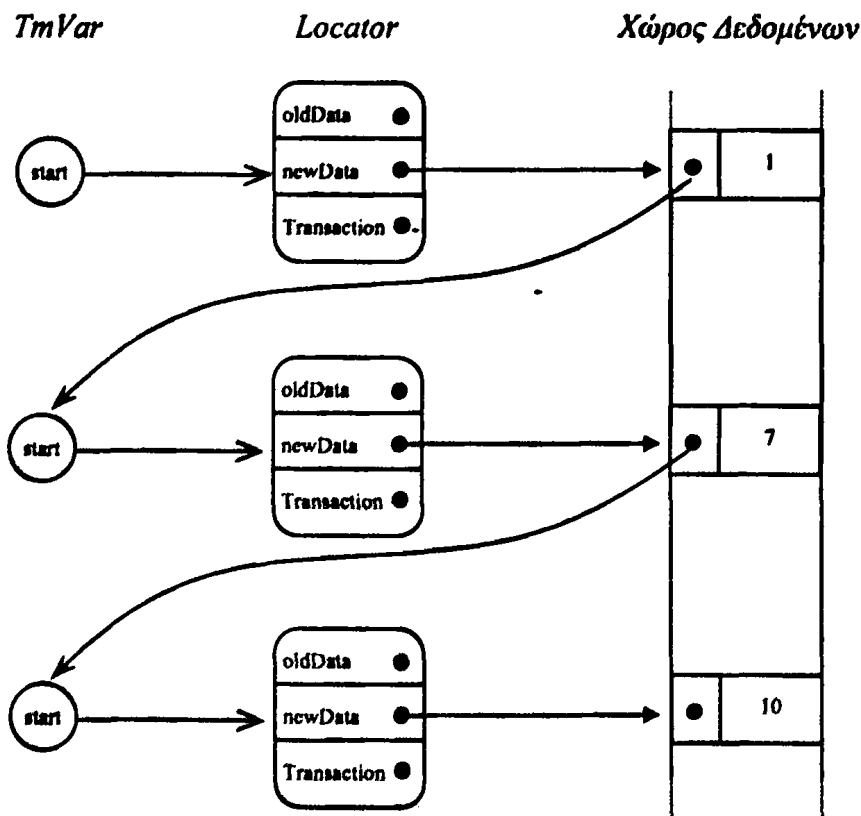 TmVar Locator Χώρος Δεδομένων
oldData
start newData 1
Transaction
oldData
start newData 7
Transaction
oldData
start newData 10
Transaction